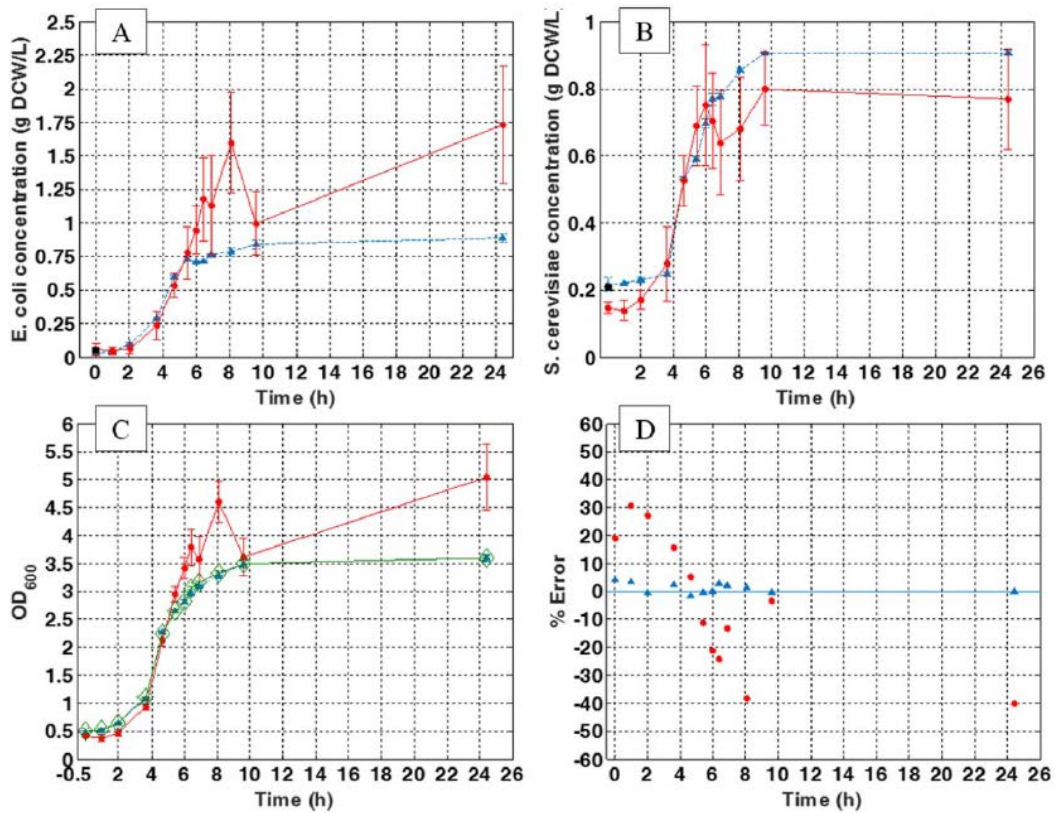 A
E. coli concentration (g DCW/L)
2.5
2.25
2
1.75
1.5
1.25
1
0.75
0.5
0.25
0
0 2 4 6 8 10 12 14 16 18 20 22 24
Time (h)
B
S. cerevisiae concentration (g DCW/L)
1
0.8
0.6
0.4
0.2
0
0 2 4 6 8 10 12 14 16 18 20 22 24
Time (h)
C
OD600
6
5.5
5
4.5
4
3.5
3
2.5
2
1.5
1
0.5
0
-0.5 2 4 6 8 10 12 14 16 18 20 22 24 26
Time (h)
D
% Error
60
50
40
30
20
10
0
-10
-20
-30
-40
-50
-60
0 2 4 6 8 10 12 14 16 18 20 22 24 26
Time (h)